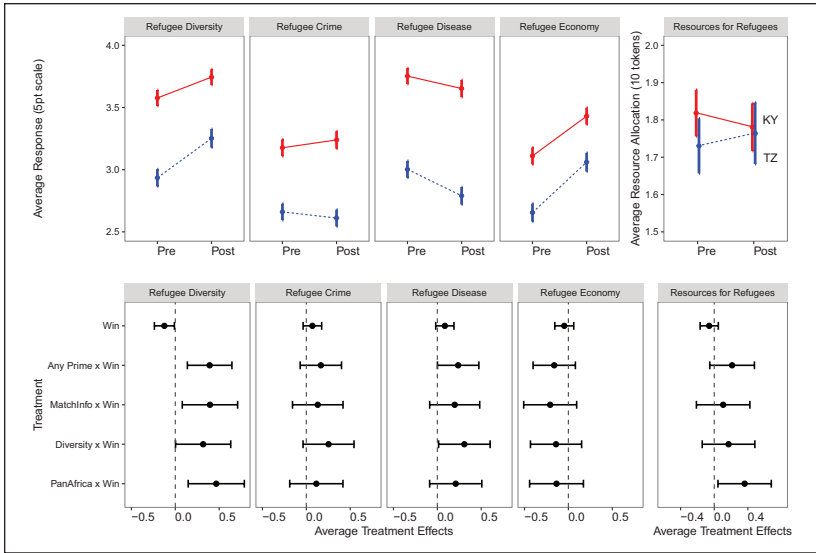 Refugee Diversity Refugee Crime Refugee Disease Refugee Economy Resources for Refugees
Average Response (5pt scale)
4.0
3.5
3.0
2.5
Pre Post Pre Post Pre Post Pre Post
Average Resource Allocation (10 tokens)
2.0
1.9
1.8
1.7
1.6
1.5
KY
TZ
Pre Post
Refugee Diversity Refugee Crime Refugee Disease Refugee Economy Resources for Refugees
Treatment
Win
Any Prime x Win
MatchInfo x Win
Diversity x Win
PanAfrica x Win
−0.5 0.0 0.5 −0.5 0.0 0.5 −0.5 0.0 0.5 −0.5 0.0 0.5 −0.4 0.0 0.4
Average Treatment Effects Average Treatment Effects